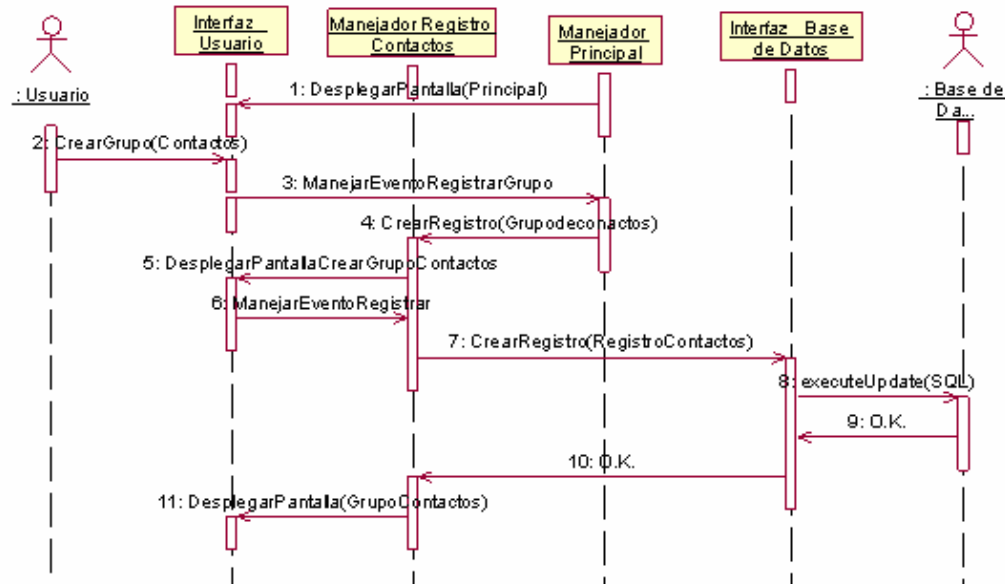 : Usuario
Interfaz
Usuario
Manejador Registro
Contactos
Manejador
Principal
Interfaz Base
de Datos
: Base de
Da...
1: DesplegarPantalla(Principal)
2: CrearGrupo(Contactos)
3: ManejarEventoRegistrarGrupo
4: CrearRegistro(Grupodeconactos)
5: DesplegarPantallaCrearGrupoContactos
6: ManejarEventoRegistrar
7: CrearRegistro(RegistroContactos)
8: executeUpdate(SQL)
9: O.K.
10: O.K.
11: DesplegarPantalla(GrupoContactos)